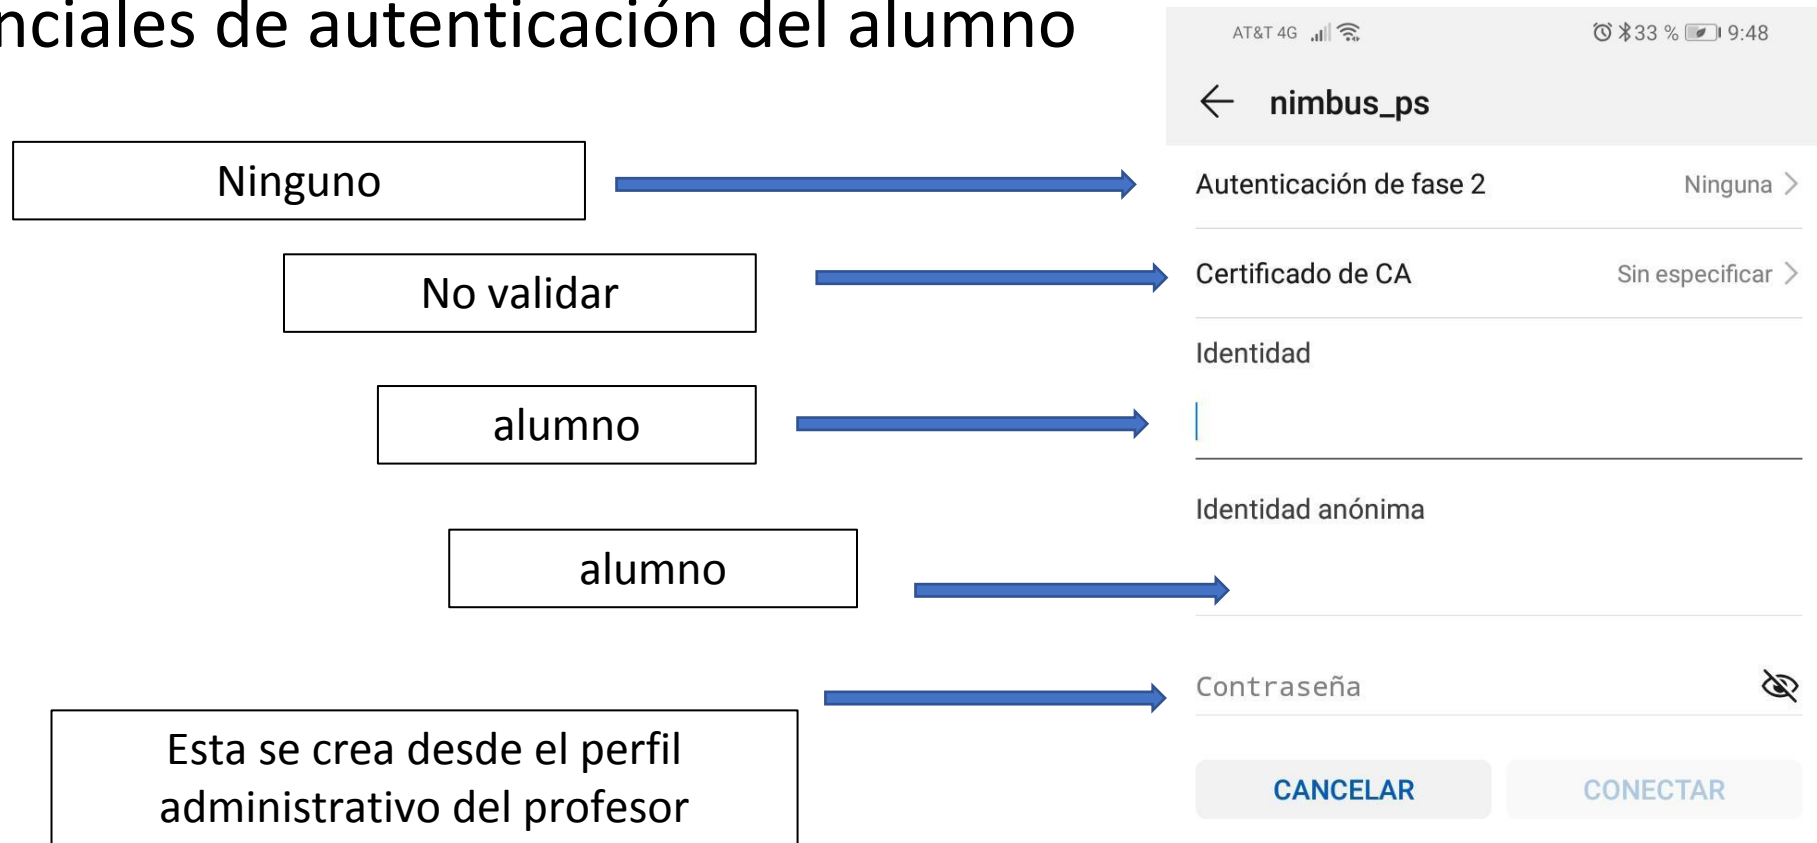 nciales de autenticación del alumno
Ninguno
No validar
alumno
alumno
Esta se crea desde el perfil
administrativo del profesor
AT&T 4G 33 % 9:48
nimbus_ps
Autenticación de fase 2 Ninguna
Certificado de CA Sin especificar
Identidad
Identidad anónima
Contraseña
CANCELAR CONECTAR